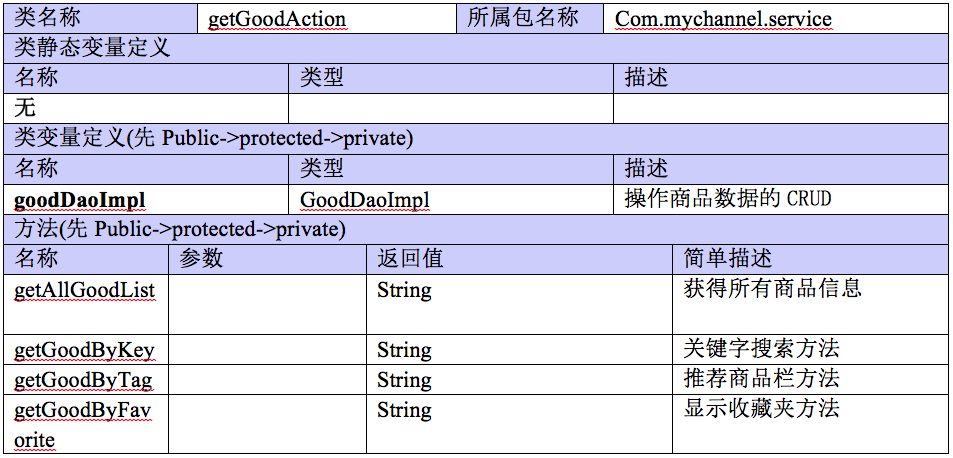 类名称 getGoodAction 所属包名称 Com.mychannel.service
类静态变量定义
名称 类型 描述
无
类变量定义(先 Public->protected->private)
名称 类型 描述
goodDaoImpl GoodDaoImpl 操作商品数据的 CRUD
方法(先 Public->protected->private)
名称 参数 返回值 简单描述
getAllGoodList String 获得所有商品信息
getGoodByKey String 关键字搜索方法
getGoodByTag String 推荐商品栏方法
getGoodByFav String 显示收藏夹方法
orite